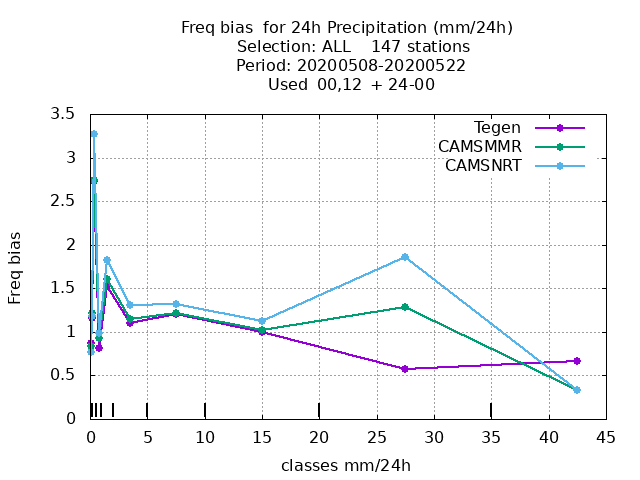 Freq bias  for 24h Precipitation (mm/24h)
Selection: ALL    147 stations
Period: 20200508-20200522
Used  00,12  + 24-00
Tegen
CAMSMMR
CAMSNRT
3.5
3
2.5
2
1.5
1
0.5
0
Freq bias
0 5 10 15 20 25 30 35 40 45
classes mm/24h